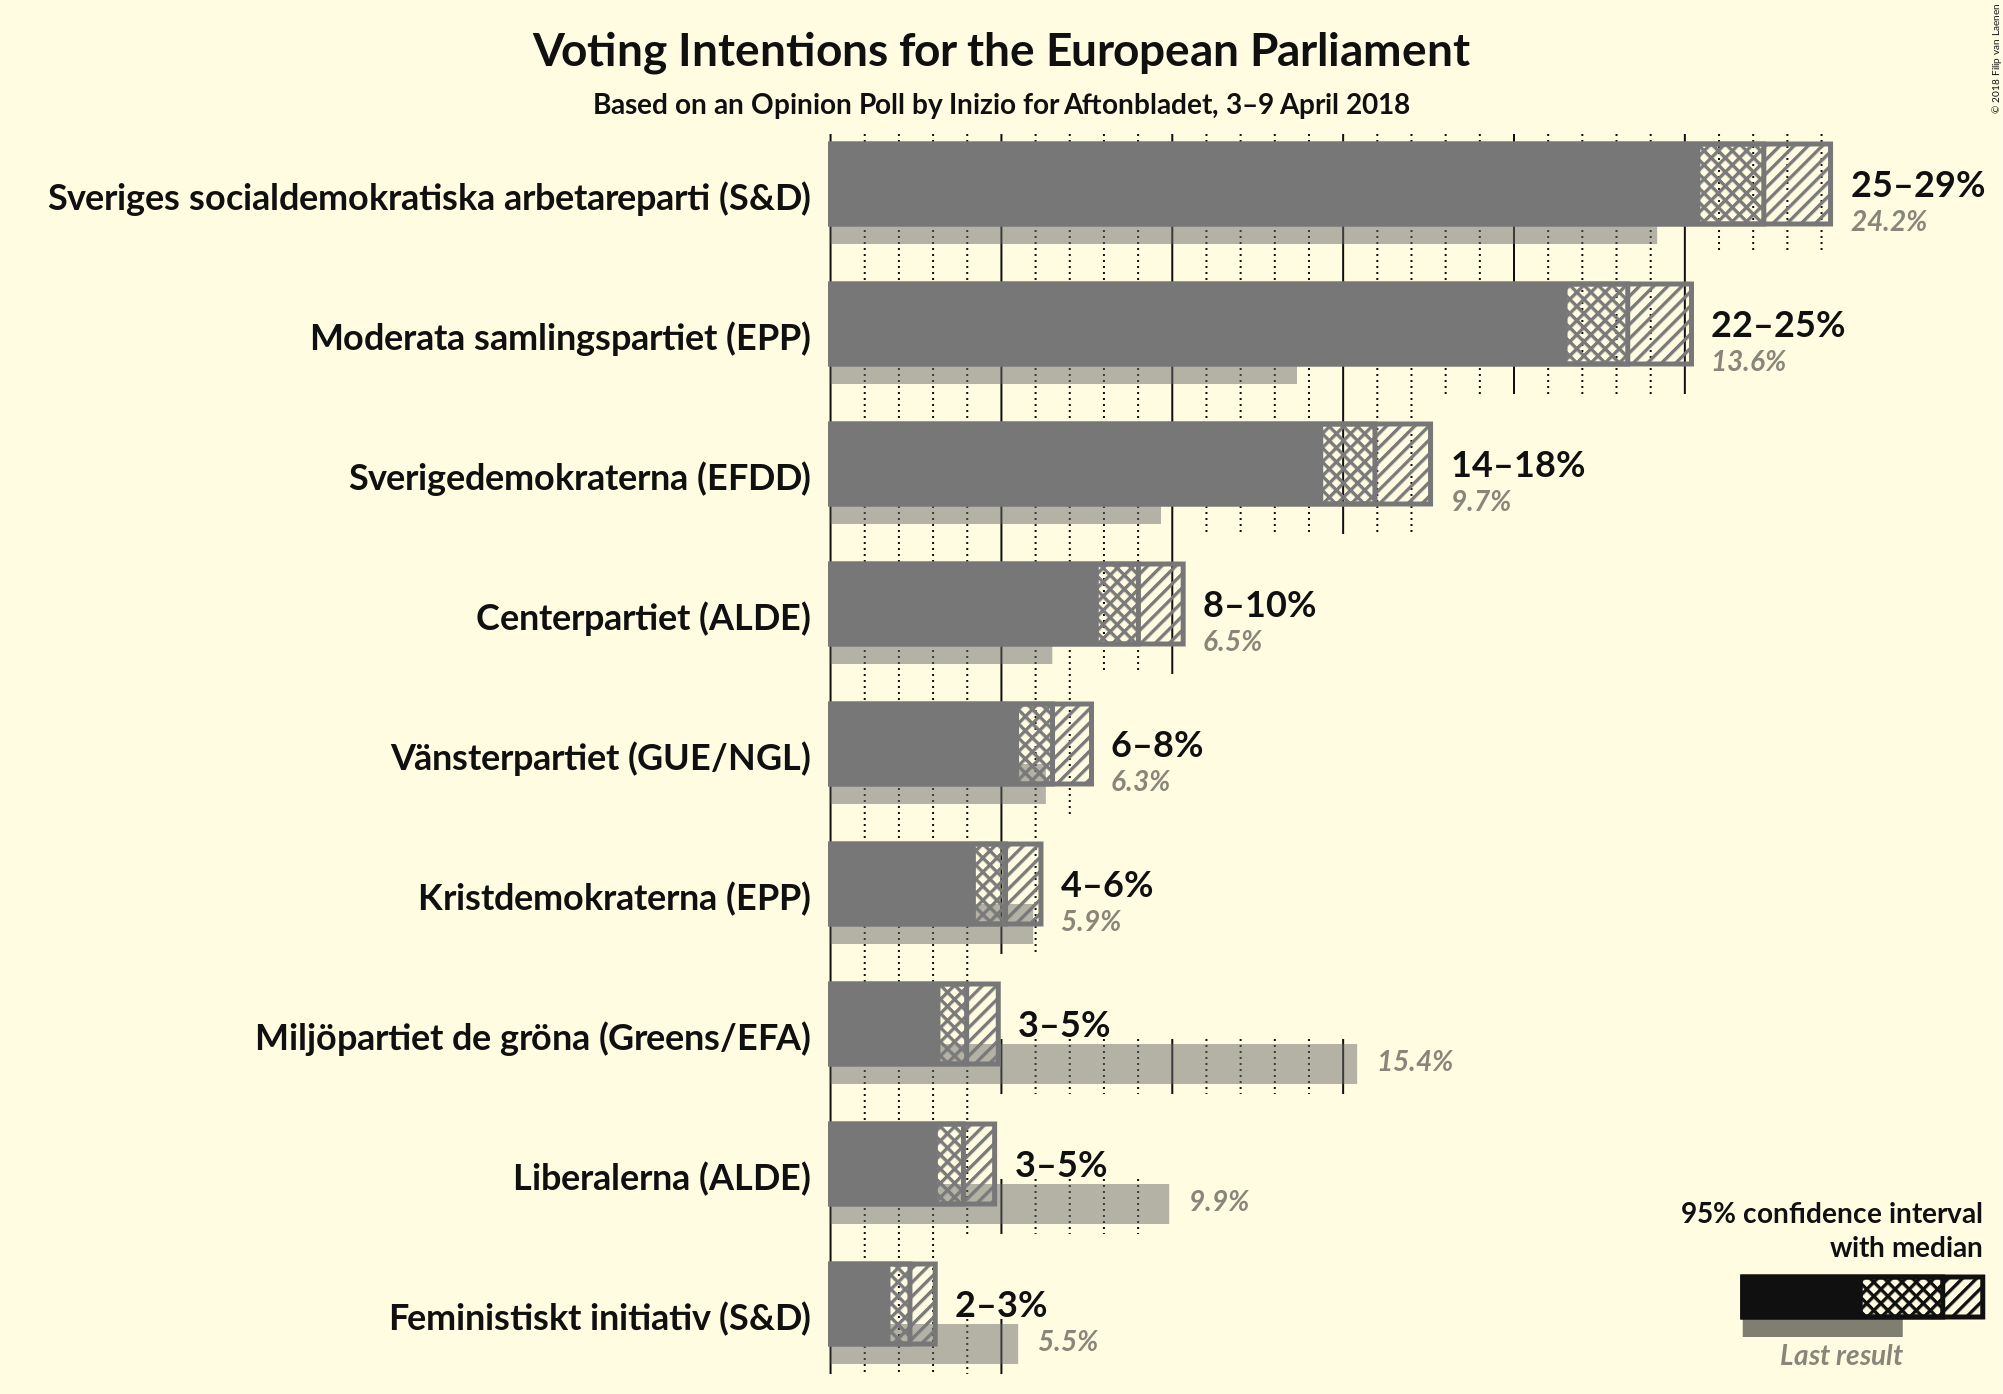 Voting Intentions for the European Parliament
Based on an Opinion Poll by Inizio for Aftonbladet, 3–9 April 2018
© 2018 Filip van Laenen
Sveriges socialdemokratiska arbetareparti (S&D)
25–29%
24.2%
Moderata samlingspartiet (EPP)
22–25%
13.6%
Sverigedemokraterna (EFDD)
14–18%
9.7%
Centerpartiet (ALDE)
8–10%
6.5%
Vänsterpartiet (GUE/NGL)
6–8%
6.3%
Kristdemokraterna (EPP)
4–6%
5.9%
Miljöpartiet de gröna (Greens/EFA)
3–5%
15.4%
Liberalerna (ALDE)
3–5%
9.9%
Feministiskt initiativ (S&D)
2–3%
5.5%
95% confidence interval
with median
Last result